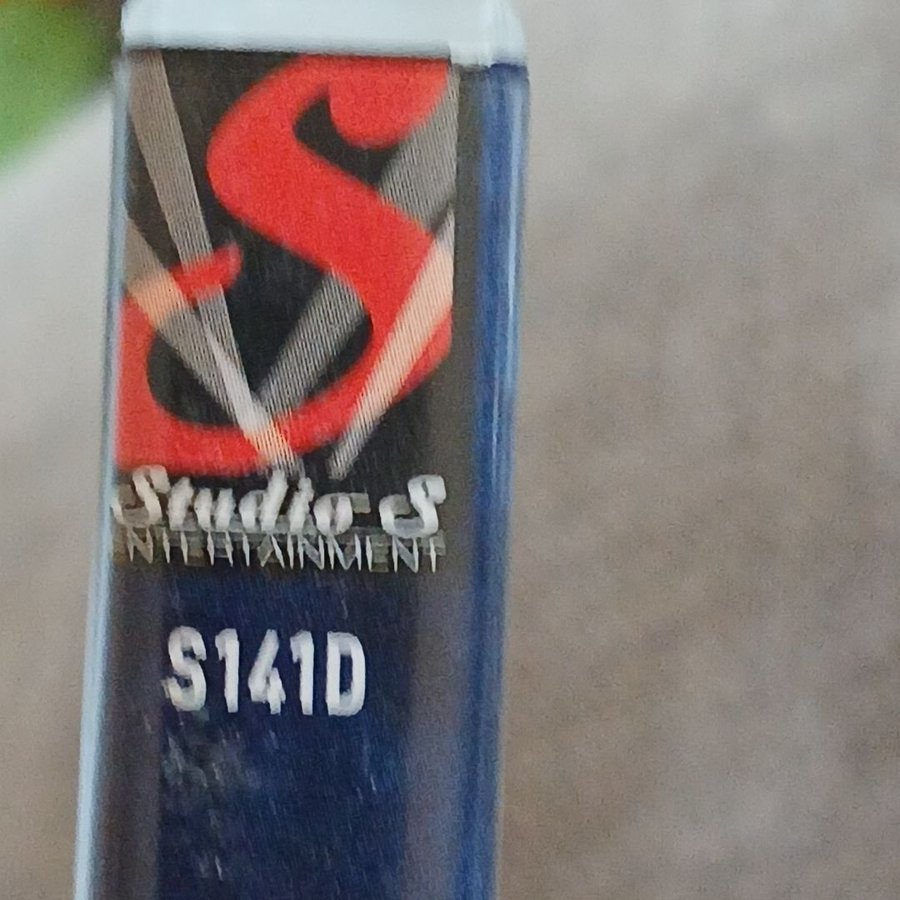 S
Studio S
ENTERTAINMENT
S141D